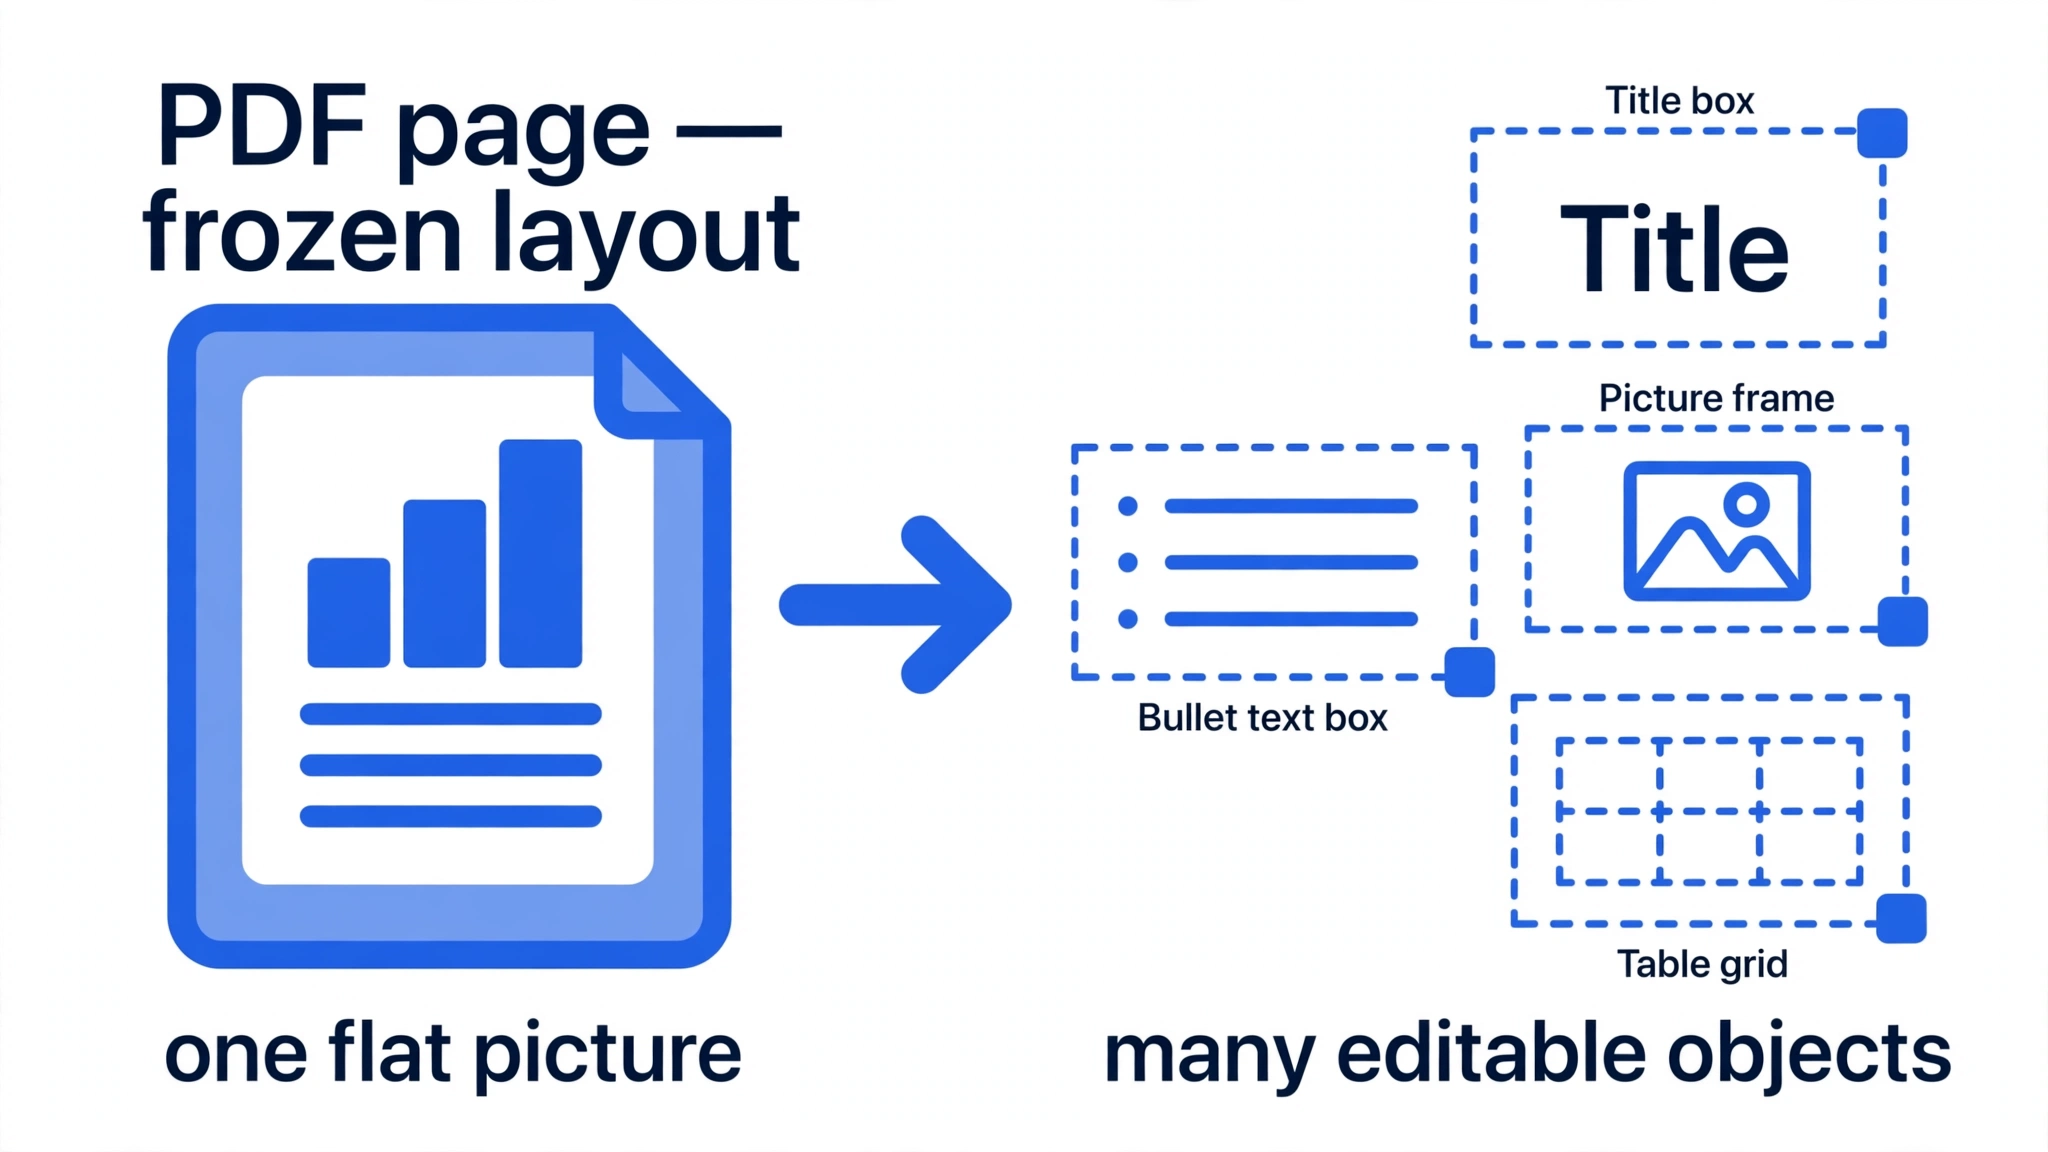 PDF page —
frozen layout
one flat picture
Title box
Title
Picture frame
Bullet text box
Table grid
many editable objects